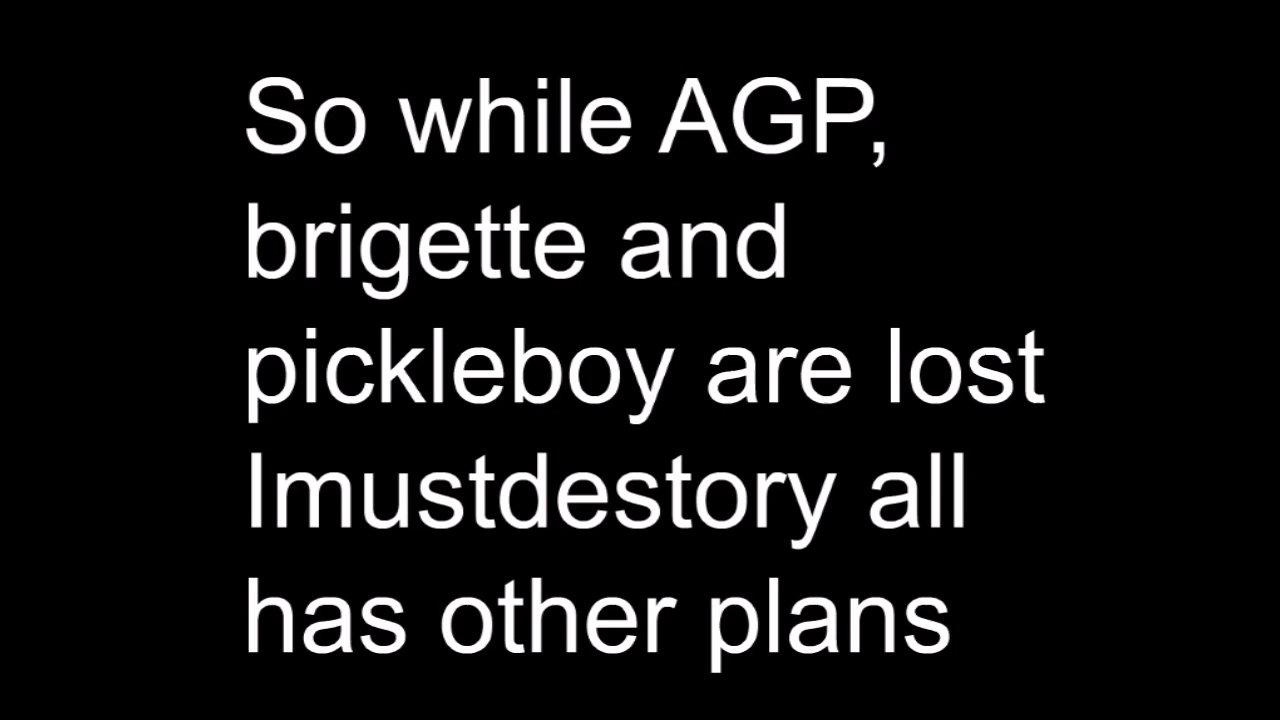 So while AGP,
brigette and
pickleboy are lost
Imustdestory all
has other plans